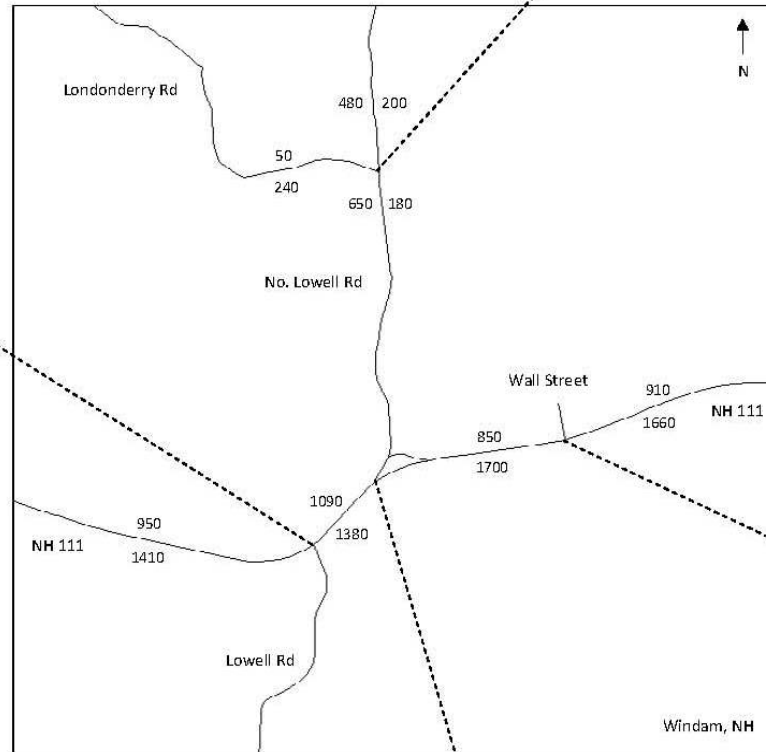 N
Londonderry Rd
480 200
50
240
650 180
No. Lowell Rd
Wall Street
910
NH 111
1660
850
1700
1090
1380
950
NH 111
1410
Lowell Rd
Windam, NH